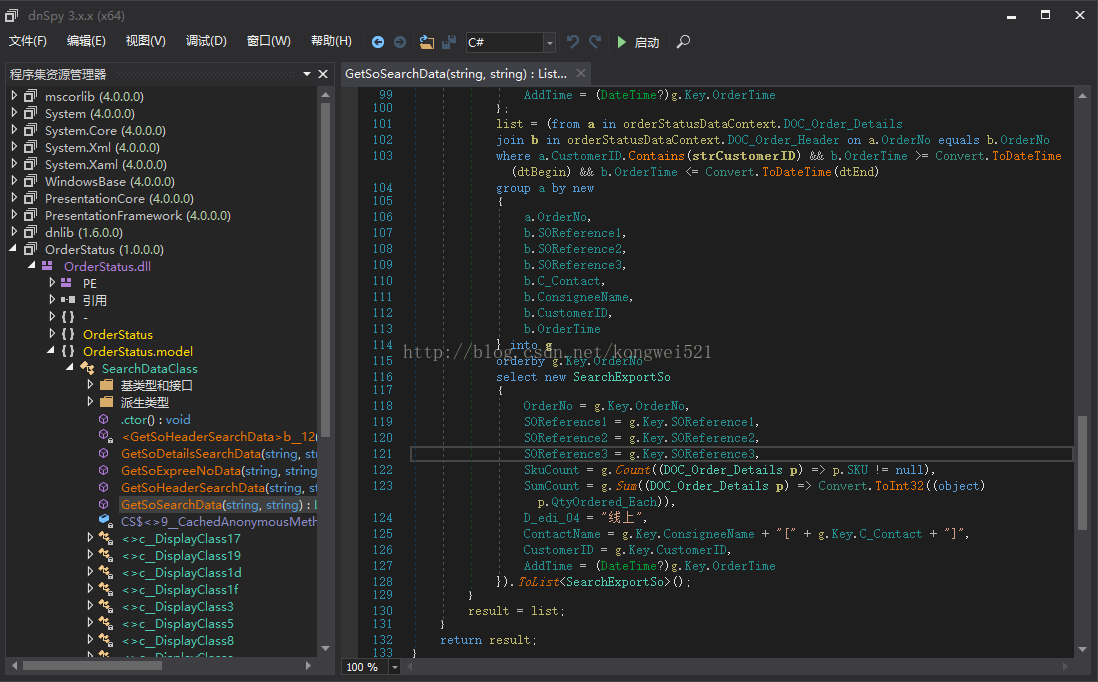 dnSpy 3.x.x (x64)
文件(F) 编辑(E) 视图(V) 调试(D) 窗口(W) 帮助(H) C# 启动
程序集资源管理器
mscorlib (4.0.0.0)
System (4.0.0.0)
System.Core (4.0.0.0)
System.Xml (4.0.0.0)
System.Xaml (4.0.0.0)
WindowsBase (4.0.0.0)
PresentationCore (4.0.0.0)
PresentationFramework (4.0.0.0)
dnlib (1.6.0.0)
OrderStatus (1.0.0.0)
OrderStatus.dll
PE
引用
{ } -
{ } OrderStatus
{ } OrderStatus.model
SearchDataClass
基类型和接口
派生类型
.ctor() : void
<GetSoHeaderSearchData>b__12(
GetSoDetailsSearchData(string, st
GetSoExpreeNoData(string, string
GetSoHeaderSearchData(string, st
GetSoSearchData(string, string) : L
CS$<>9__CachedAnonymousMeth
<>c__DisplayClass17
<>c__DisplayClass19
<>c__DisplayClass1d
<>c__DisplayClass1f
<>c__DisplayClass3
<>c__DisplayClass5
<>c__DisplayClass8
GetSoSearchData(string, string) : List...
99 AddTime = (DateTime?)g.Key.OrderTime
100 };
101 list = (from a in orderStatusDataContext.DOC_Order_Details
102 join b in orderStatusDataContext.DOC_Order_Header on a.OrderNo equals b.OrderNo
103 where a.CustomerID.Contains(strCustomerID) && b.OrderTime >= Convert.ToDateTime
(dtBegin) && b.OrderTime <= Convert.ToDateTime(dtEnd)
104 group a by new
105 {
106 a.OrderNo,
107 b.SOReference1,
108 b.SOReference2,
109 b.SOReference3,
110 b.C_Contact,
111 b.ConsigneeName,
112 b.CustomerID,
113 b.OrderTime
114 } into g
http://blog.csdn.net/kongwei521
115 orderby g.Key.OrderNo
116 select new SearchExportSo
117 {
118 OrderNo = g.Key.OrderNo,
119 SOReference1 = g.Key.SOReference1,
120 SOReference2 = g.Key.SOReference2,
121 SOReference3 = g.Key.SOReference3,
122 SkuCount = g.Count((DOC_Order_Details p) => p.SKU != null),
123 SumCount = g.Sum((DOC_Order_Details p) => Convert.ToInt32((object)
p.QtyOrdered_Each)),
124 D_edi_04 = "线上",
125 ContactName = g.Key.ConsigneeName + "[" + g.Key.C_Contact + "]",
126 CustomerID = g.Key.CustomerID,
127 AddTime = (DateTime?)g.Key.OrderTime
128 }).ToList<SearchExportSo>();
129 }
130 result = list;
131 }
132 return result;
133 }
100 %